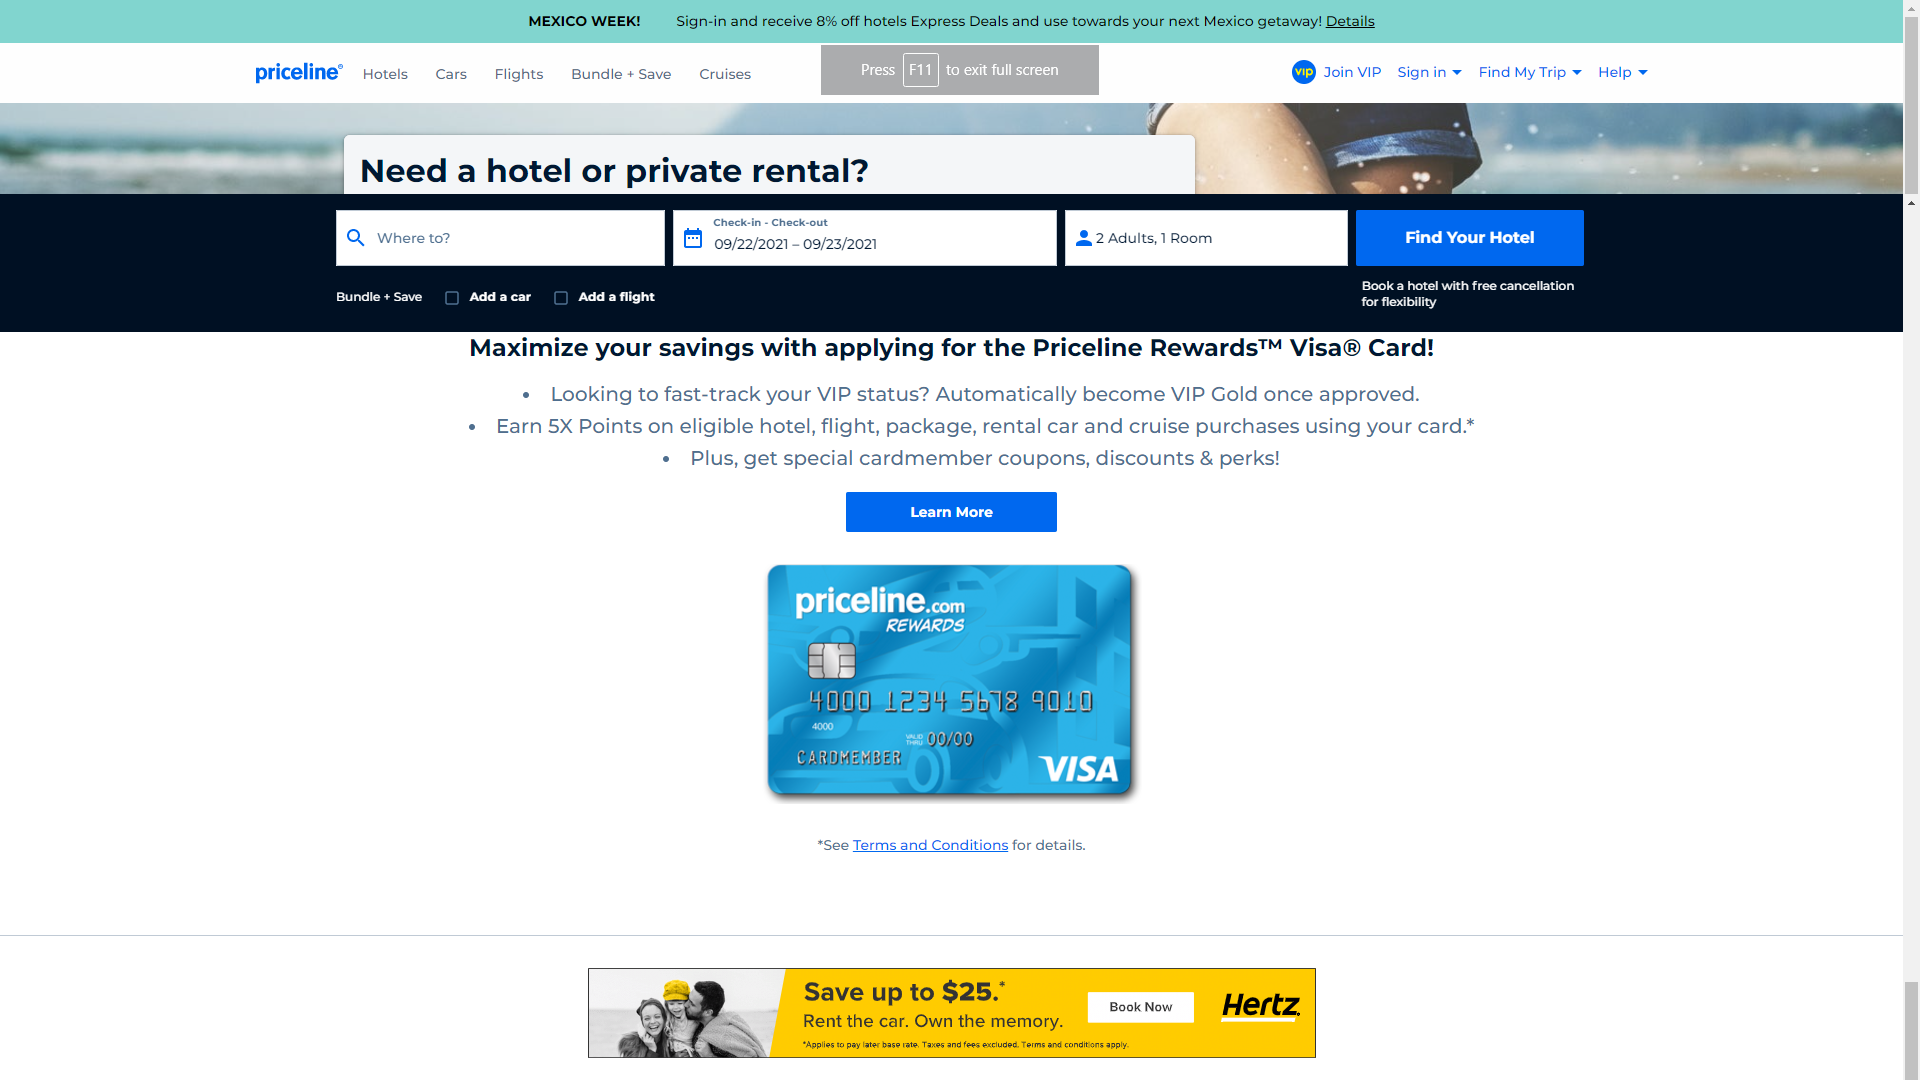 MEXICO WEEK! Sign-in and receive 8% off hotels Express Deals and use towards your next Mexico getaway! Details
priceline® Hotels Cars Flights Bundle + Save Cruises Press F11 to exit full screen VIP Join VIP Sign in Find My Trip Help
Need a hotel or private rental?
Where to?
Check-in - Check-out
09/22/2021 – 09/23/2021
2 Adults, 1 Room
Find Your Hotel
Bundle + Save Add a car Add a flight
Book a hotel with free cancellation
for flexibility
Maximize your savings with applying for the Priceline Rewards™ Visa® Card!
• Looking to fast-track your VIP status? Automatically become VIP Gold once approved.
• Earn 5X Points on eligible hotel, flight, package, rental car and cruise purchases using your card.*
• Plus, get special cardmember coupons, discounts & perks!
Learn More
priceline.com
REWARDS
4000 1234 5678 9010
4000
VALID THRU 00/00
CARDMEMBER
VISA
*See Terms and Conditions for details.
Save up to $25.*
Rent the car. Own the memory.
*Applies to pay later base rate. Taxes and fees excluded. Terms and conditions apply.
Book Now
Hertz.